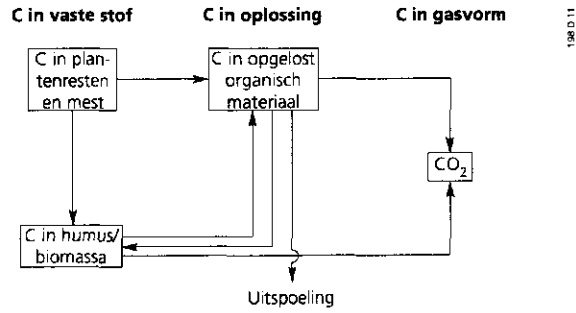 C in vaste stof
C in oplossing
C in gasvorm
198 D 11
C in plan-
tenresten
en mest
C in opgelost
organisch
materiaal
CO₂
C in humus/
biomassa
Uitspoeling